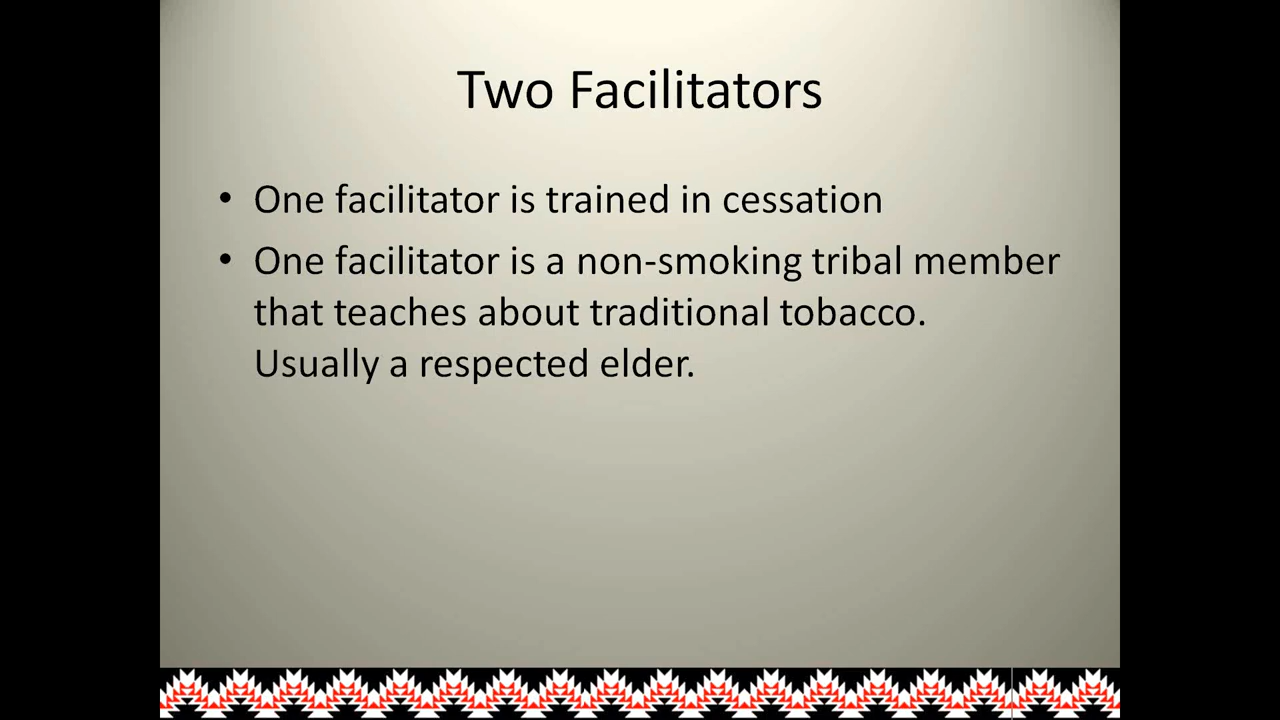 Two Facilitators
• One facilitator is trained in cessation
• One facilitator is a non-smoking tribal member
that teaches about traditional tobacco.
Usually a respected elder.